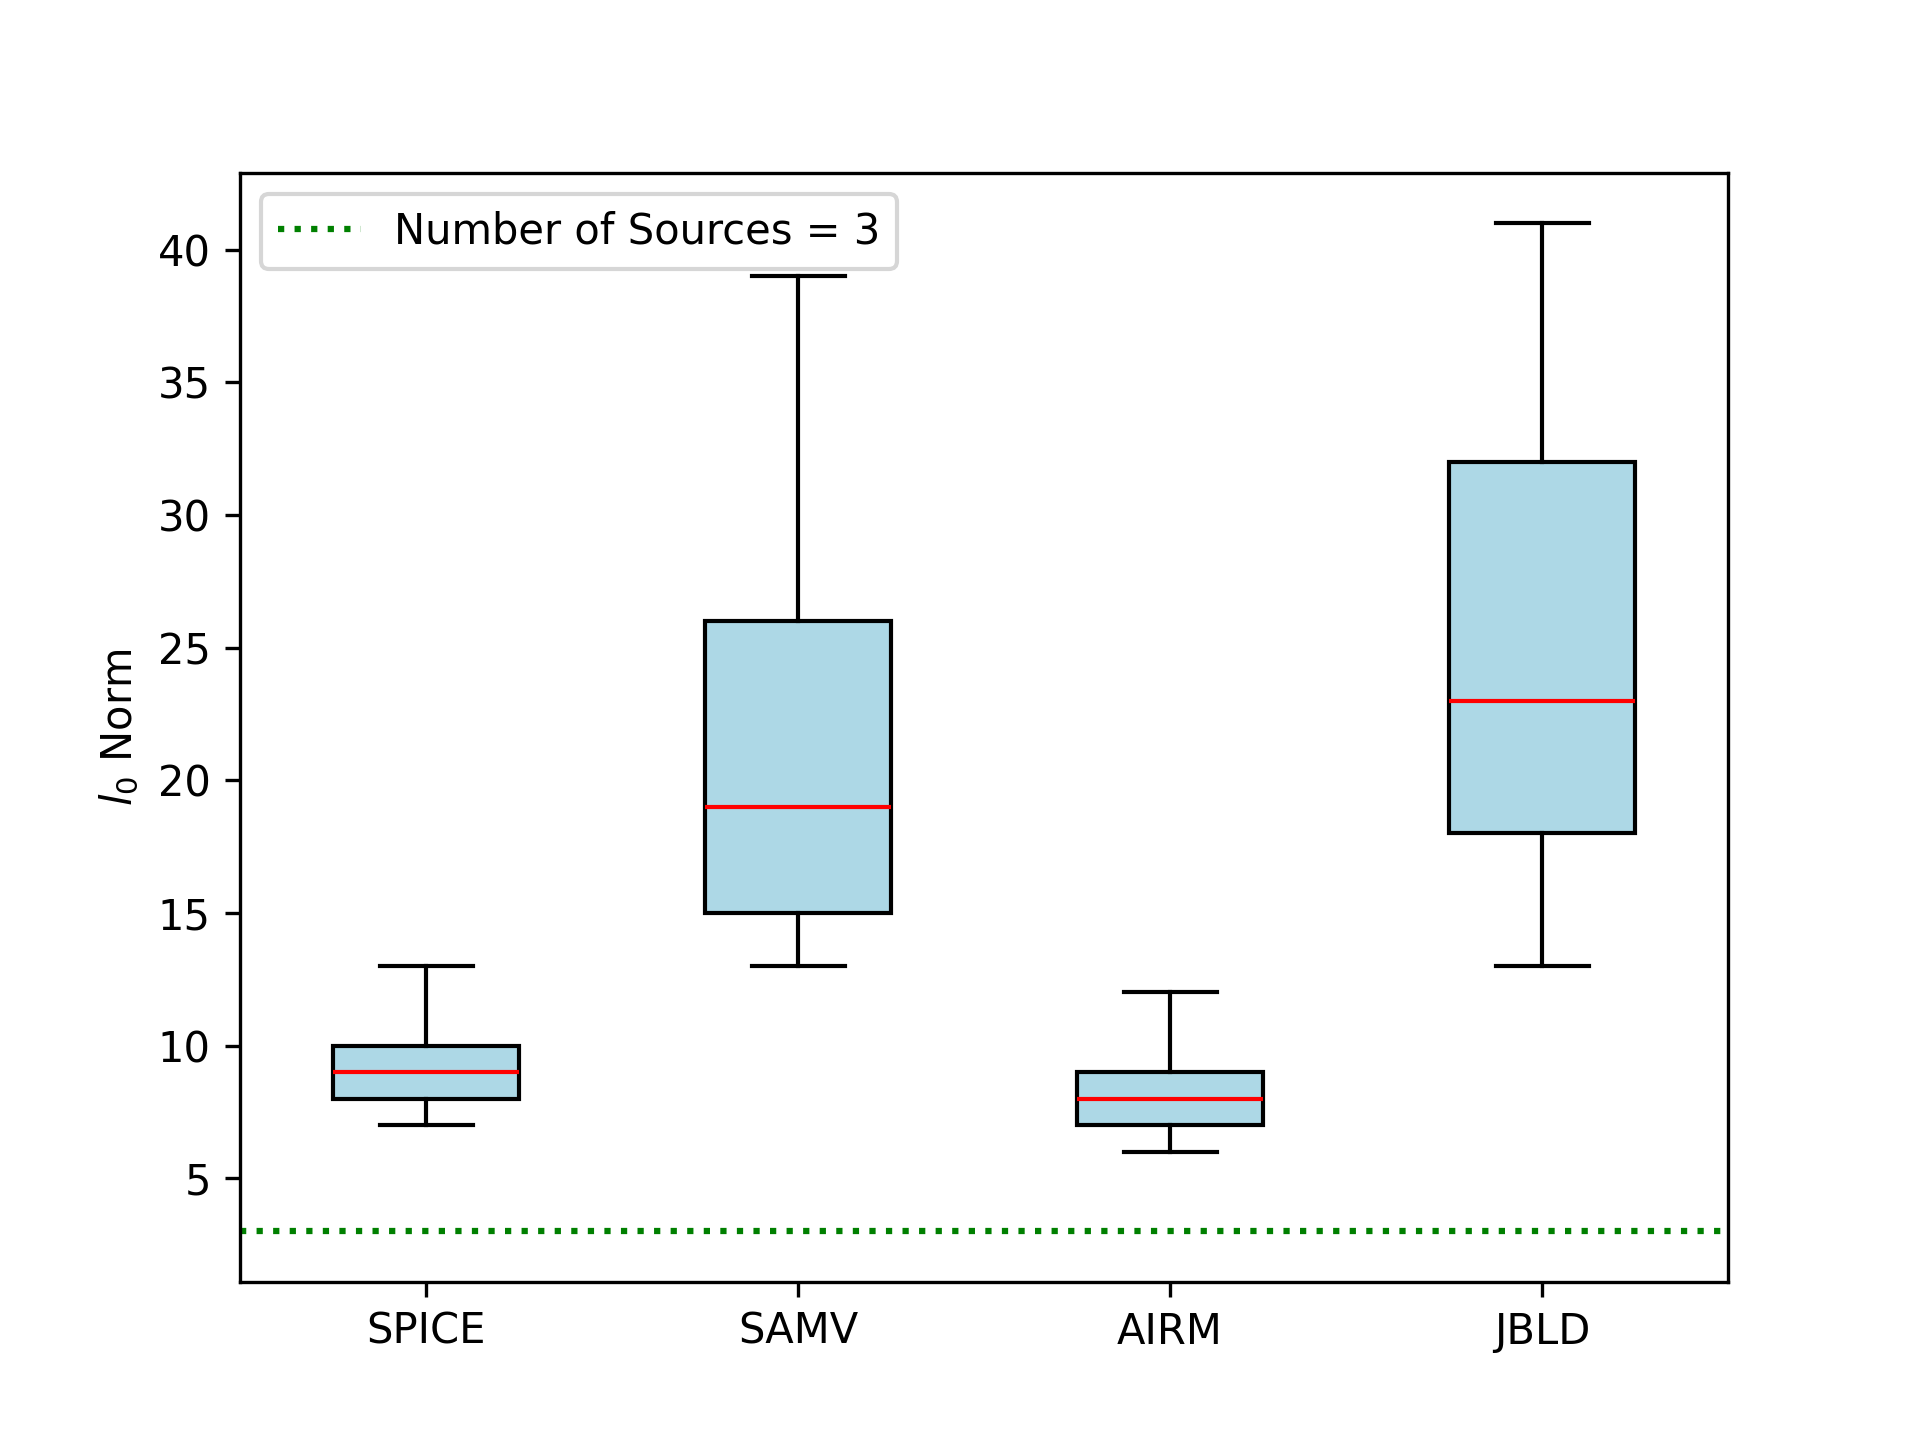 Number of Sources = 3
40
35
30
25
20
15
10
5
l₀ Norm
SPICE
SAMV
AIRM
JBLD